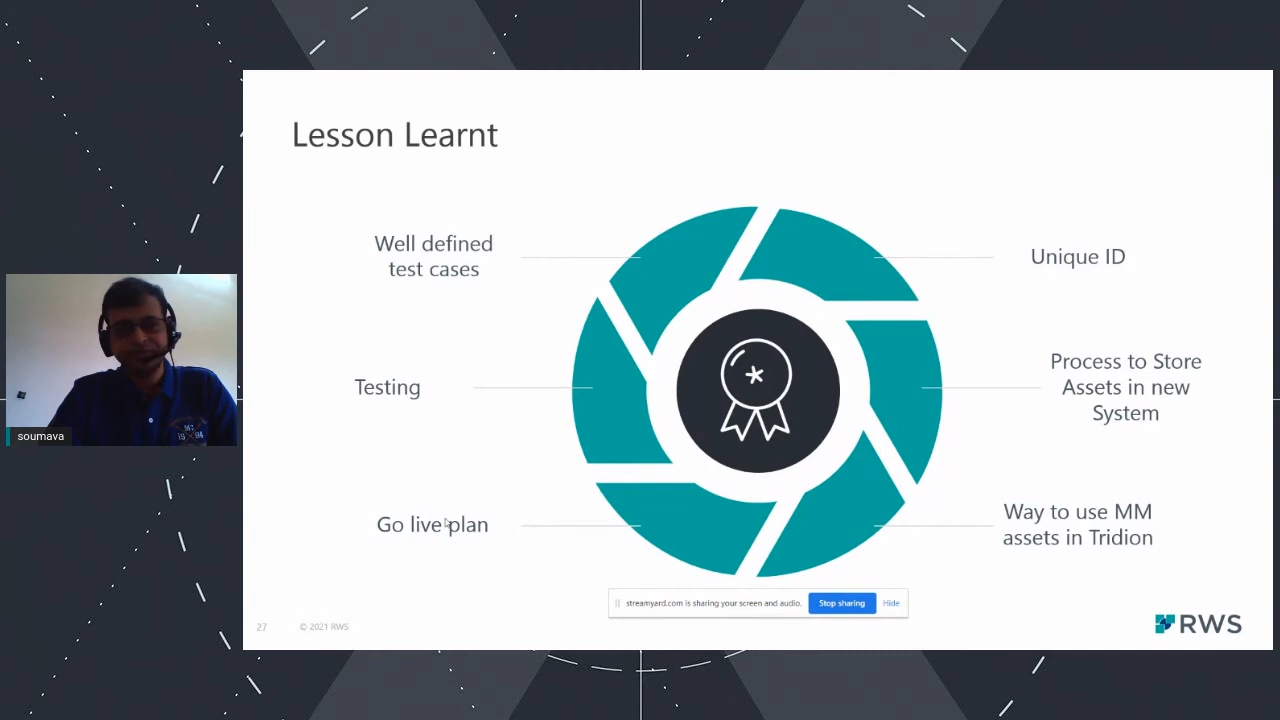 Lesson Learnt
Well defined
test cases
Unique ID
Testing
Process to Store
Assets in new
System
Go live plan
Way to use MM
assets in Tridion
streamyard.com is sharing your screen and audio.
Stop sharing
Hide
27
© 2021 RWS
RWS
soumava